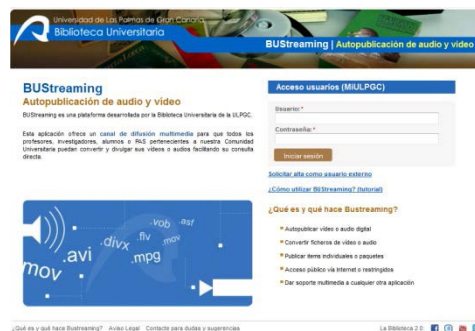 Universidad de Las Palmas de Gran Canaria
Biblioteca Universitaria
BUStreaming | Autopublicación de audio y video
BUStreaming
Autopublicación de audio y video
BUStreaming es una plataforma desarrollada por la Biblioteca Universitaria de la ULPGC.
Esta aplicación ofrece un canal de difusión multimedia para que todos los
profesores, investigadores, alumnos o PAS pertenecientes a nuestra Comunidad
Universitaria puedan convertir y divulgar sus vídeos o audios facilitando su consulta
directa.
.vob
.asf
.divx
.flv
.mov
.avi
.mpg
mov
Acceso usuarios (MiULPGC)
Usuario:*
Contraseña:*
Iniciar sesión
Solicitar alta como usuario externo
¿Cómo utilizar BUStreaming? (tutorial)
¿Qué es y qué hace Bustreaming?
Autopublicar vídeo o audio digital
Convertir ficheros de vídeo o audio
Publicar ítems individuales o paquetes
Acceso público vía Internet o restringidos
Dar soporte multimedia a cualquier otra aplicación
¿Qué es y qué hace Bustreaming? Aviso Legal Contacte para dudas y sugerencias
La Biblioteca 2.0